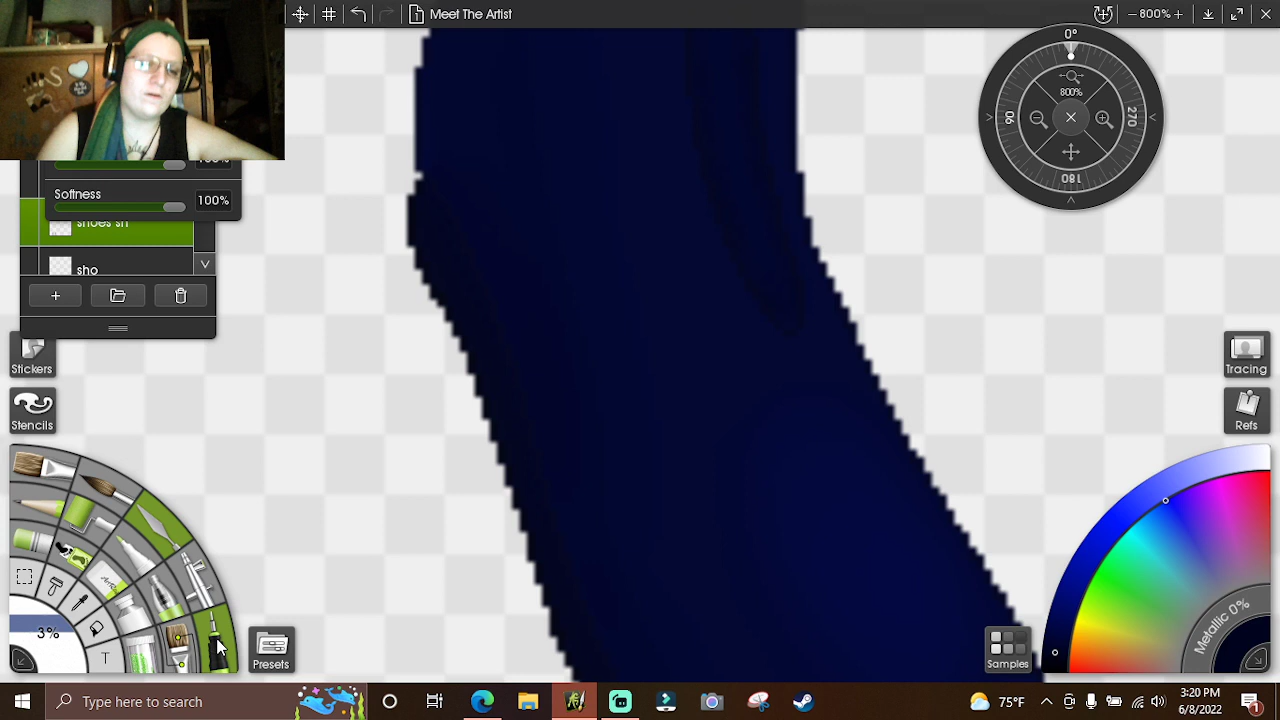 Meet The Artist
800%
0°
800%
90
270
180
Softness
100%
shoes sh
sho
Stickers
Stencils
Tracing
Refs
3%
T
Presets
Samples
Metallic 0%
Type here to search
75°F
3:20 PM
6/8/2022
1